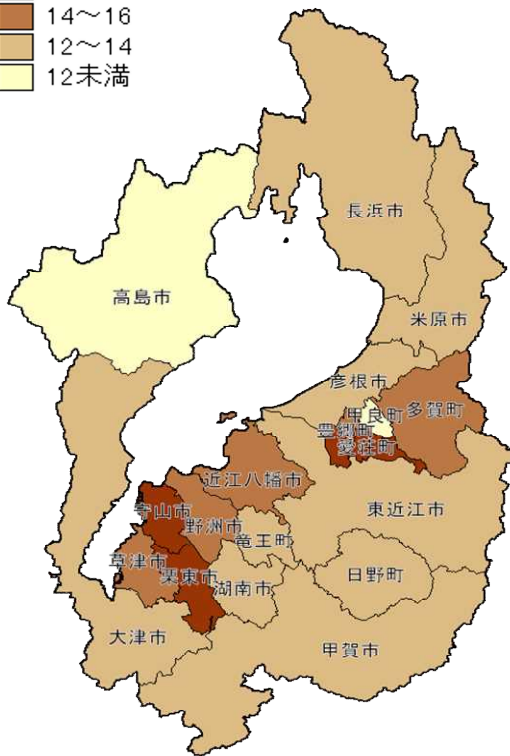 14～16
12～14
12未満
長浜市
高島市
米原市
彦根市
甲良町
多賀町
豊郷町
愛荘町
近江八幡市
守山市
野洲市
東近江市
竜王町
草津市
栗東市
湖南市
日野町
大津市
甲賀市